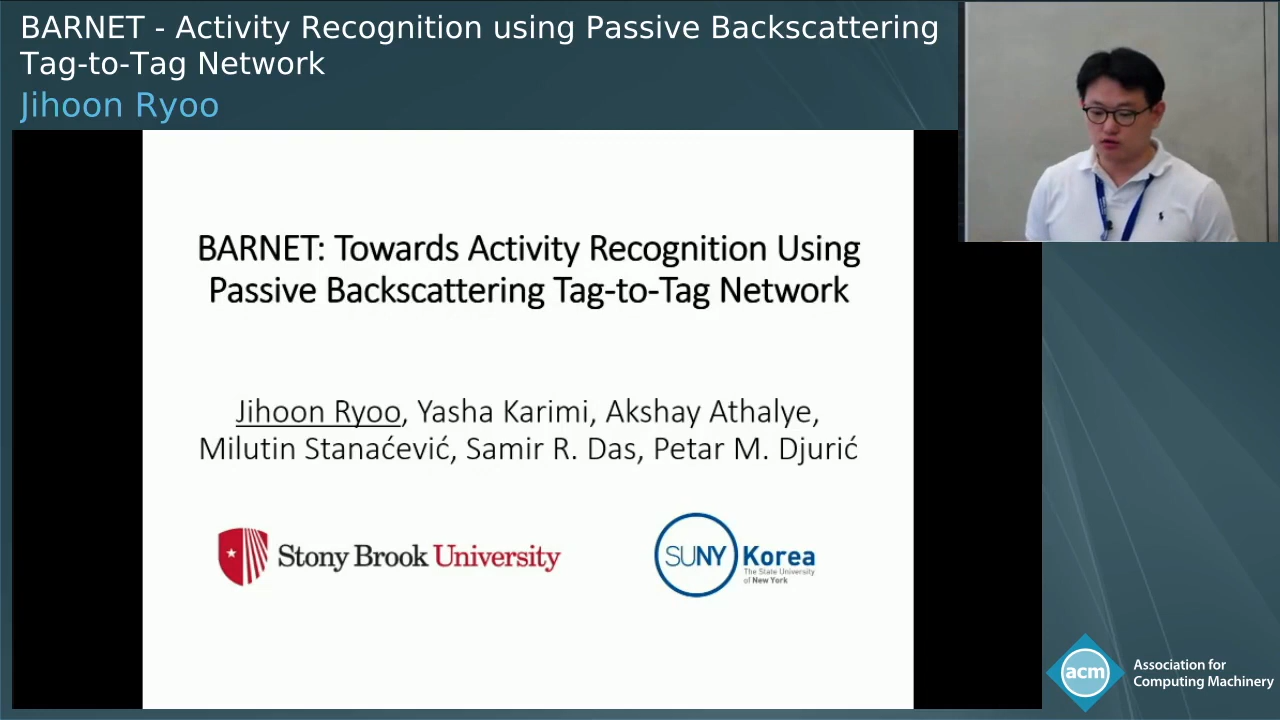 BARNET - Activity Recognition using Passive Backscattering
Tag-to-Tag Network
Jihoon Ryoo
BARNET: Towards Activity Recognition Using
Passive Backscattering Tag-to-Tag Network
Jihoon Ryoo, Yasha Karimi, Akshay Athalye,
Milutin Stanaćević, Samir R. Das, Petar M. Djurić
Stony Brook University
SUNY Korea
The State University
of New York
acm
Association for
Computing Machinery